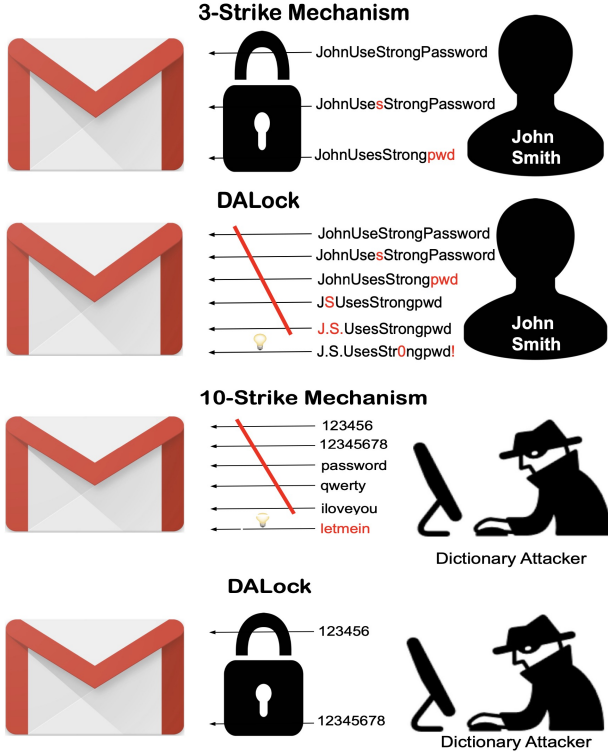 3-Strike Mechanism
JohnUseStrongPassword
JohnUsesStrongPassword
JohnUsesStrongpwd
John
Smith
DALock
JohnUseStrongPassword
JohnUsesStrongPassword
JohnUsesStrongpwd
JSUsesStrongpwd
J.S.UsesStrongpwd
J.S.UsesStr0ngpwd!
John
Smith
10-Strike Mechanism
123456
12345678
password
qwerty
iloveyou
letmein
Dictionary Attacker
DALock
123456
12345678
Dictionary Attacker